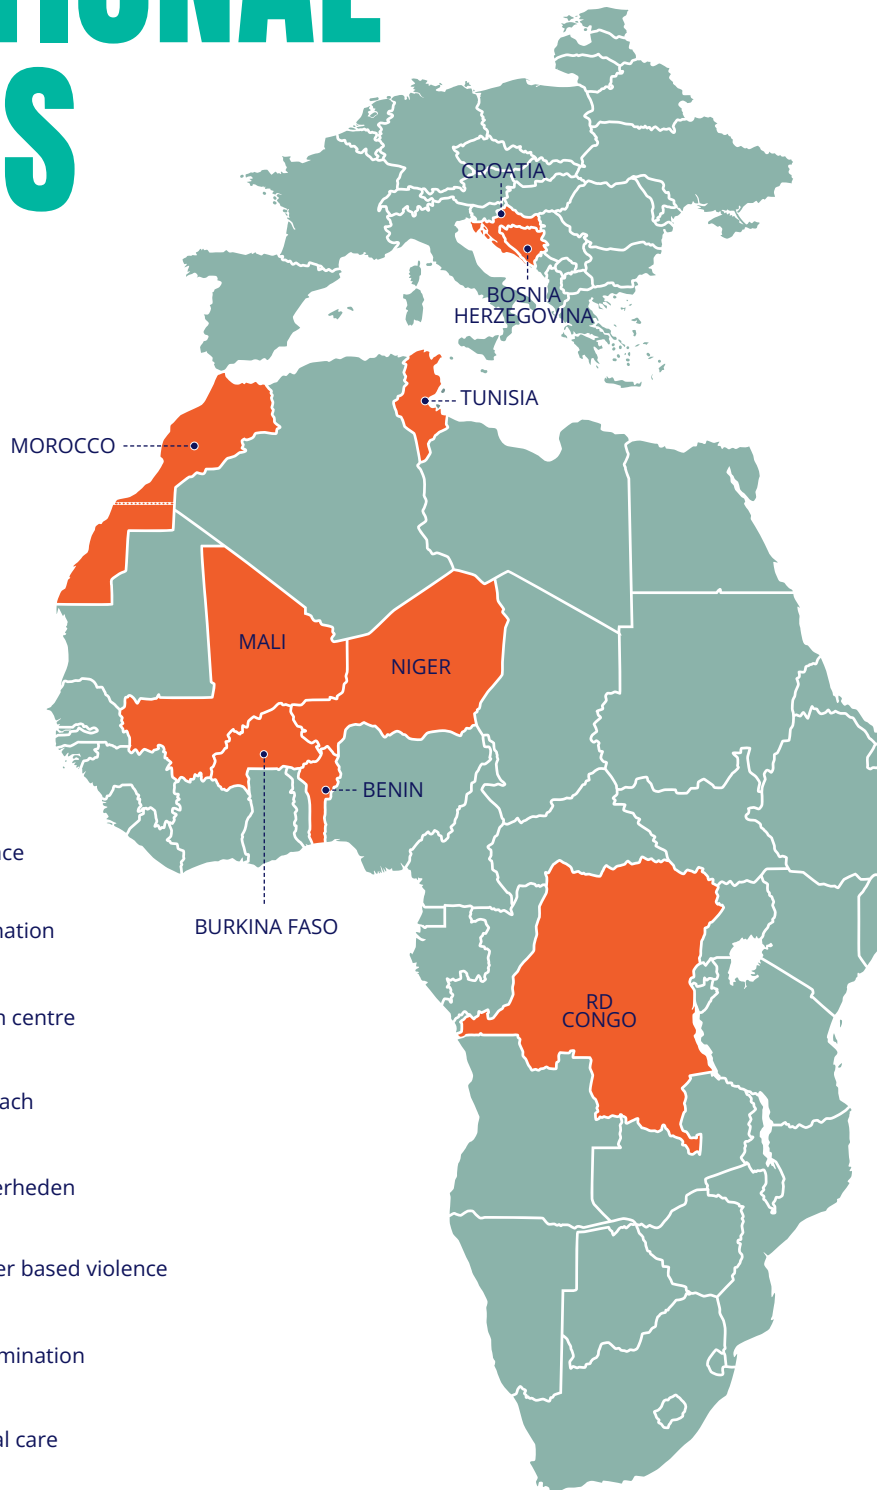 TIONAL
S
CROATIA
BOSNIA
HERZEGOVINA
TUNISIA
MOROCCO
MALI
NIGER
BENIN
BURKINA FASO
RD
CONGO
ce
nation
n centre
ach
erheden
er based violence
mination
al care